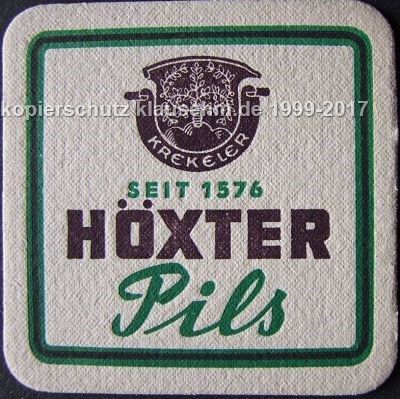 kopierschutz klausehm.de 1999-2017
KREKELER
SEIT 1576
HÖXTER
Pils